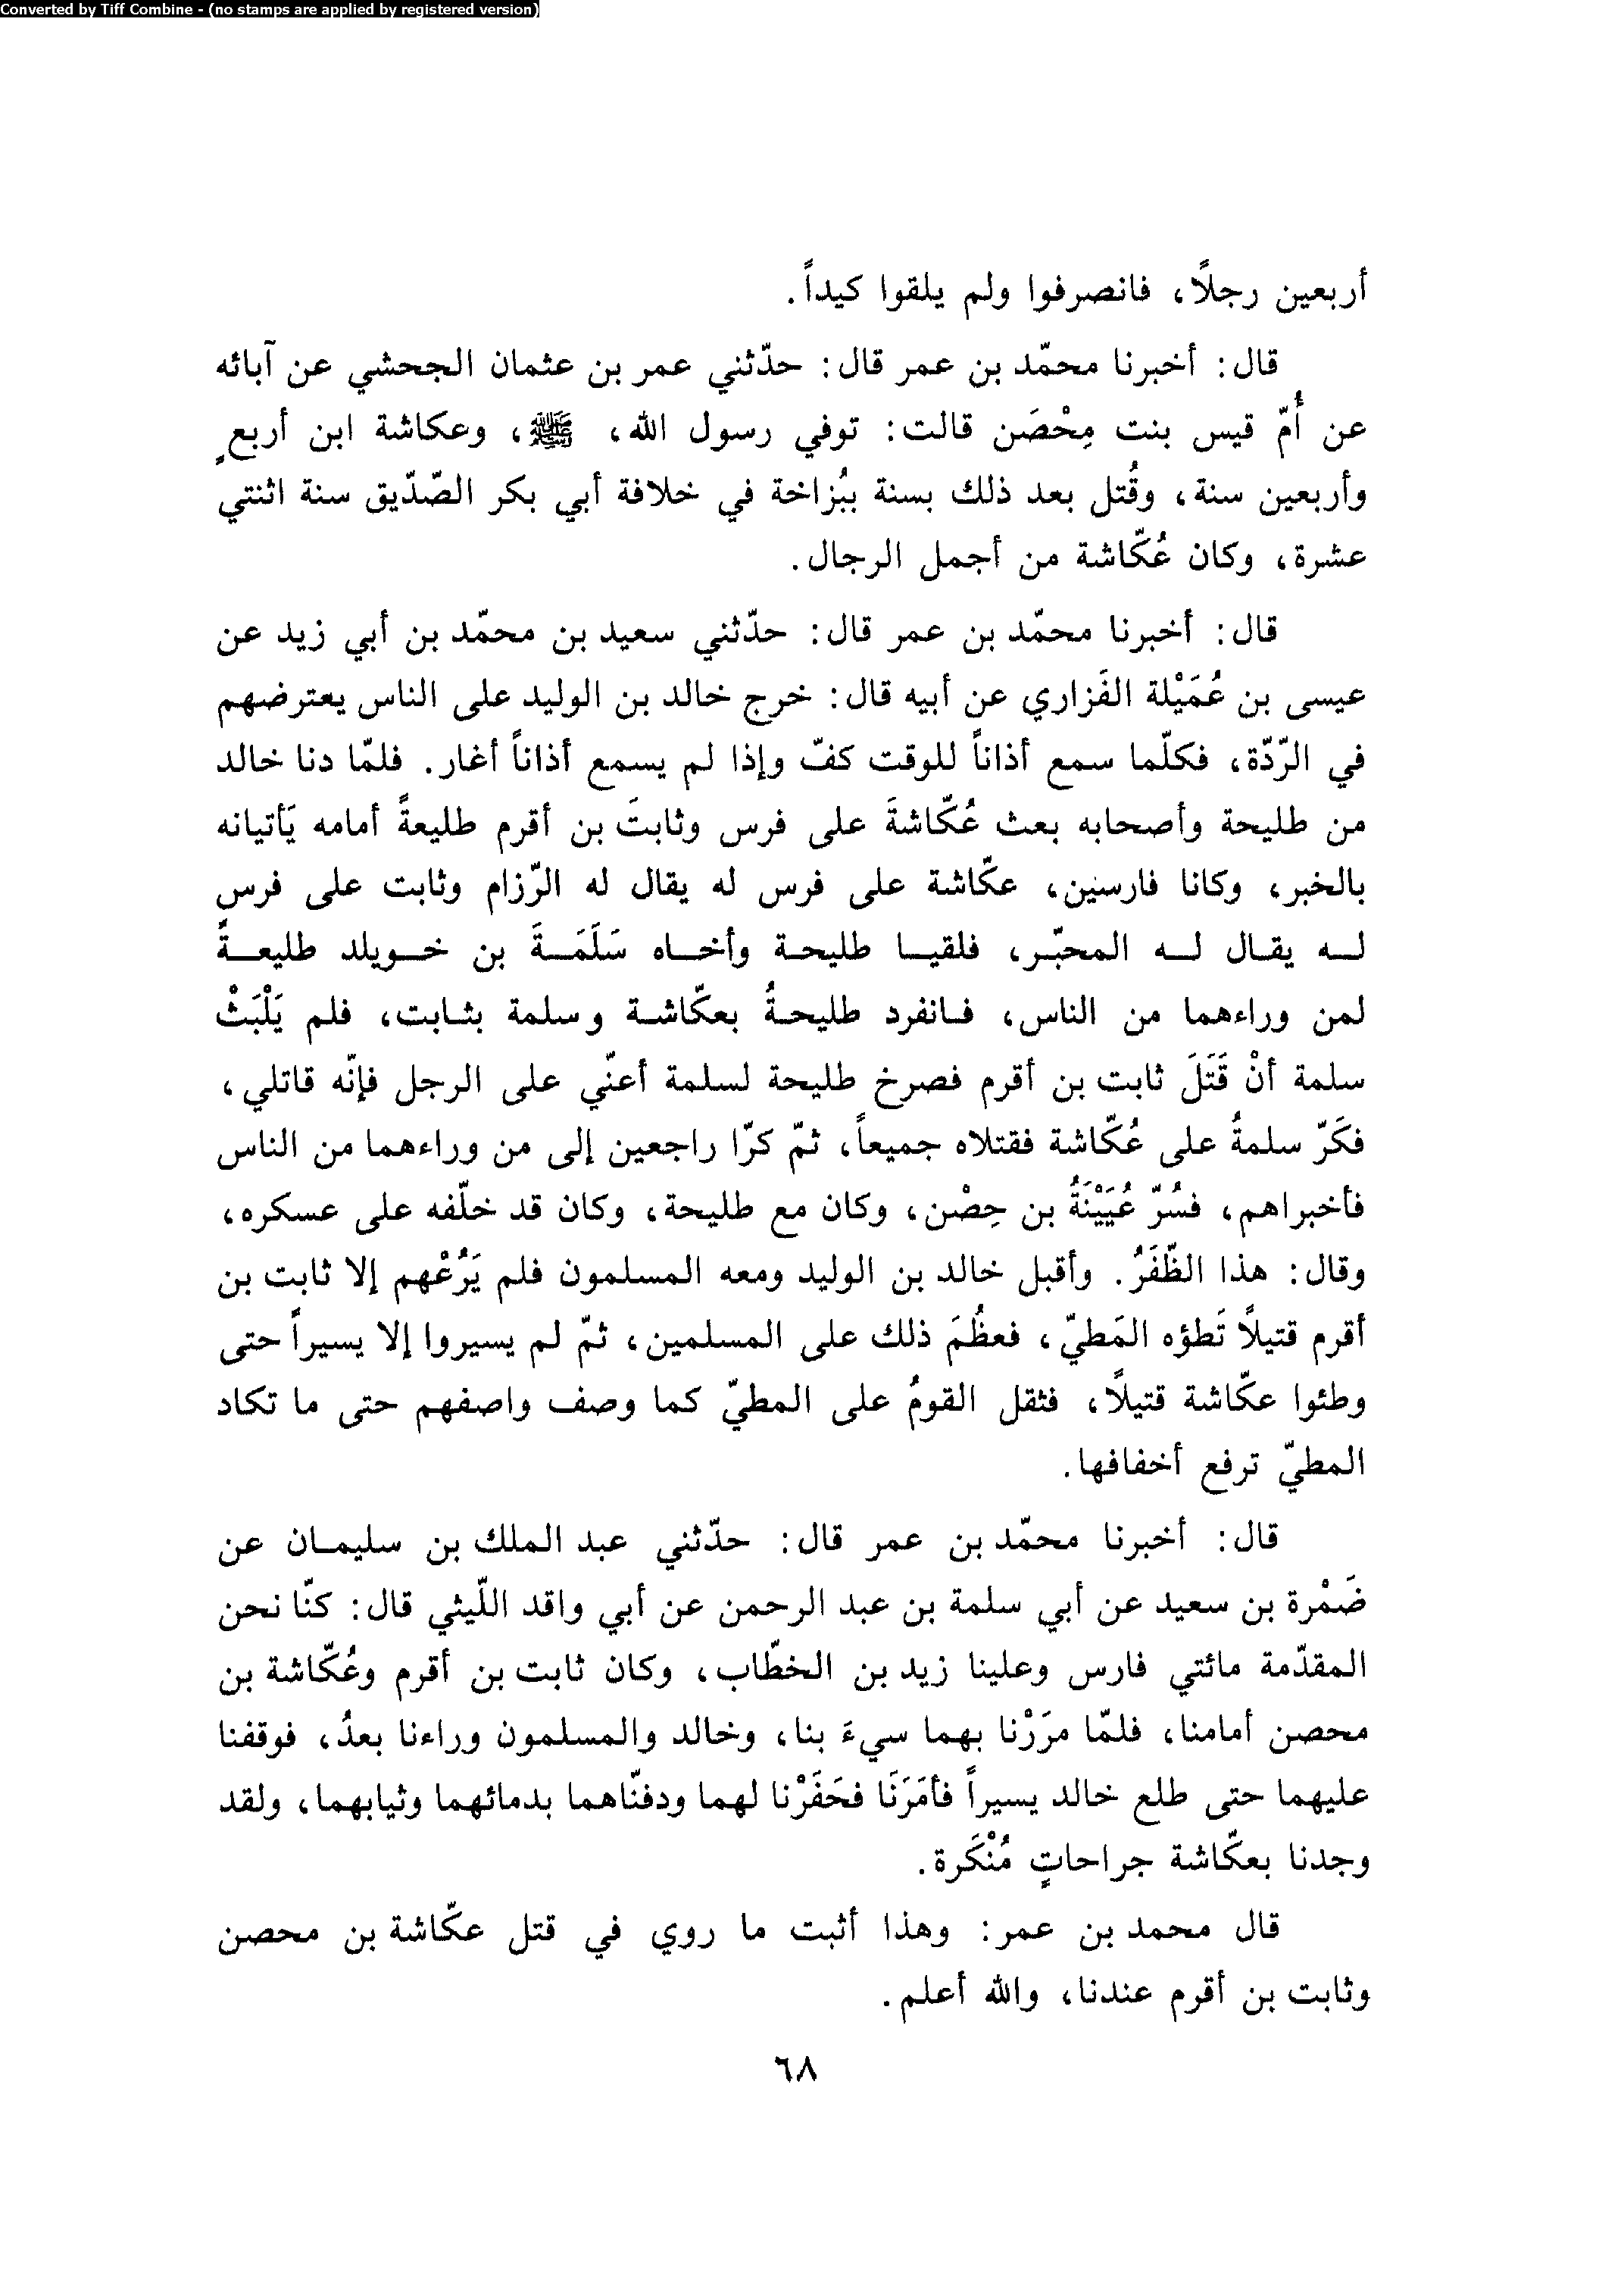 Converted by Tiff Combine - (no stamps are applied by registered version)
أربعين رجلاً، فانصرفوا ولم يلقوا كيداً.
قال: أخبرنا محمّد بن عمر قال: حدّثني عمر بن عثمان الجحشي عن آبائه
عن أُمّ قيس بنت مِحْصَن قالت: توفي رسول الله، ﷺ، وعكاشة ابن أربعٍ
وأربعين سنة، وقُتل بعد ذلك بسنة ببُزاخة في خلافة أبي بكر الصّدّيق سنة اثنتي
عشرة، وكان عُكّاشة من أجمل الرجال.
قال: أخبرنا محمّد بن عمر قال: حدّثني سعيد بن محمّد بن أبي زيد عن
عيسى بن عُمَيْلة الفَزاري عن أبيه قال: خرج خالد بن الوليد على الناس يعترضهم
في الرّدّة، فكلّما سمع أذاناً للوقت كفّ وإذا لم يسمع أذاناً أغار. فلمّا دنا خالد
من طليحة وأصحابه بعث عُكّاشةَ على فرس وثابتَ بن أقرم طليعةً أمامه يَأتيانه
بالخبر، وكانا فارسين، عكّاشة على فرس له يقال له الرّزام وثابت على فرس
لـه يقـال لـه المحبّـر، فلقيـا طليحـة وأخـاه سَلَمَـةَ بن خـويلد طليعـةً
لمن وراءهما من الناس، فـانفرد طليحـةُ بعكّاشـة وسلمة بثـابت، فلم يَلْبَثْ
سلمة أنْ قَتَلَ ثابت بن أقرم فصرخ طليحة لسلمة أعنّي على الرجل فإنّه قاتلي،
فكَرّ سلمةُ على عُكّاشة فقتلاه جميعاً، ثمّ كرّا راجعين إلى من وراءهما من الناس
فأخبراهم، فسُرّ عُيَيْنَةُ بن حِصْن، وكان مع طليحة، وكان قد خلّفه على عسكره،
وقال: هذا الظّفَرُ. وأقبل خالد بن الوليد ومعه المسلمون فلم يَرُعْهم إلا ثابت بن
أقرم قتيلاً تَطؤه المَطيّ، فعظُمَ ذلك على المسلمين، ثمّ لم يسيروا إلا يسيراً حتى
وطئوا عكّاشة قتيلاً، فثقل القومُ على المطيّ كما وصف واصفهم حتى ما تكاد
المطيّ ترفع أخفافها.
قال: أخبرنا محمّد بن عمر قال: حدّثني عبد الملك بن سليمـان عن
ضَمْرة بن سعيد عن أبي سلمة بن عبد الرحمن عن أبي واقد اللّيثي قال: كنّا نحن
المقدّمة مائتي فارس وعلينا زيد بن الخطّاب، وكان ثابت بن أقرم وعُكّاشة بن
محصن أمامنا، فلمّا مرَرْنا بهما سيءَ بنا، وخالد والمسلمون وراءنا بعدُ، فوقفنا
عليهما حتى طلع خالد يسيراً فأمَرَنَا فحَفَرْنا لهما ودفنّاهما بدمائهما وثيابهما، ولقد
وجدنا بعكّاشة جراحاتٍ مُنْكَرة.
قال محمد بن عمر: وهذا أثبت ما روي في قتل عكّاشة بن محصن
وثابت بن أقرم عندنا، والله أعلم.
٦٨